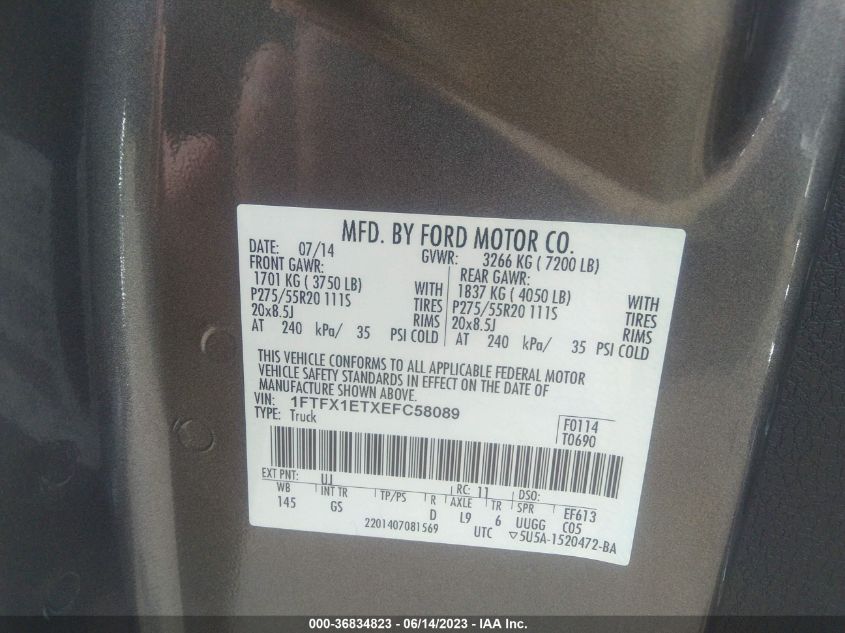 MFD. BY FORD MOTOR CO.
DATE: 07/14 GVWR: 3266 KG ( 7200 LB)
FRONT GAWR: REAR GAWR:
1701 KG ( 3750 LB) WITH 1837 KG ( 4050 LB) WITH
P275/55R20 111S TIRES P275/55R20 111S TIRES
20x8.5J RIMS 20x8.5J RIMS
AT 240 kPa/ 35 PSI COLD AT 240 kPa/ 35 PSI COLD
THIS VEHICLE CONFORMS TO ALL APPLICABLE FEDERAL MOTOR
VEHICLE SAFETY STANDARDS IN EFFECT ON THE DATE OF
MANUFACTURE SHOWN ABOVE.
VIN: 1FTFX1ETXEFC58089
TYPE: Truck
F0114
T0690
EXT PNT: UJ RC: 11 DSO:
WB INT TR TP/PS R AXLE TR SPR EF613
145 GS D L9 6 UUGG C05
2201407081569 UTC ▽5U5A-1520472-BA
000-36834823 - 06/14/2023 - IAA Inc.